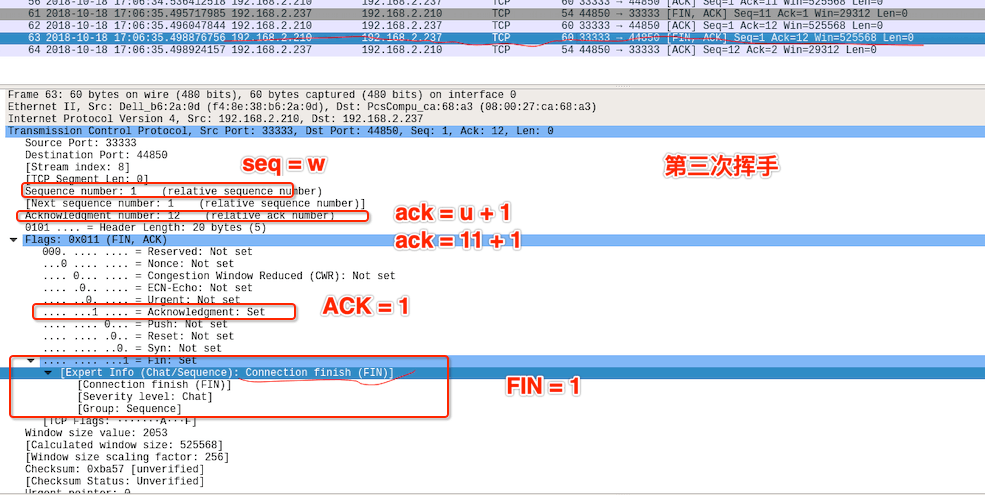 56 2018-10-18 17:06:34.536412518 192.168.2.210 192.168.2.237 TCP 60 33333 → 44850 [ACK] Seq=1 Ack=11 Win=525568 Len=0
61 2018-10-18 17:06:35.495717985 192.168.2.237 192.168.2.210 TCP 54 44850 → 33333 [FIN, ACK] Seq=11 Ack=1 Win=29312 Len=0
62 2018-10-18 17:06:35.496047844 192.168.2.210 192.168.2.237 TCP 60 33333 → 44850 [ACK] Seq=1 Ack=12 Win=525568 Len=0
63 2018-10-18 17:06:35.498876756 192.168.2.210 192.168.2.237 TCP 60 33333 → 44850 [FIN, ACK] Seq=1 Ack=12 Win=525568 Len=0
64 2018-10-18 17:06:35.498924157 192.168.2.237 192.168.2.210 TCP 54 44850 → 33333 [ACK] Seq=12 Ack=2 Win=29312 Len=0
Frame 63: 60 bytes on wire (480 bits), 60 bytes captured (480 bits) on interface 0
Ethernet II, Src: Dell_b6:2a:0d (f4:8e:38:b6:2a:0d), Dst: PcsCompu_ca:68:a3 (08:00:27:ca:68:a3)
Internet Protocol Version 4, Src: 192.168.2.210, Dst: 192.168.2.237
Transmission Control Protocol, Src Port: 33333, Dst Port: 44850, Seq: 1, Ack: 12, Len: 0
Source Port: 33333
Destination Port: 44850
seq = w
第三次挥手
[Stream index: 8]
[TCP Segment Len: 0]
Sequence number: 1 (relative sequence number)
[Next sequence number: 1 (relative sequence number)]
Acknowledgment number: 12 (relative ack number)
ack = u + 1
0101 .... = Header Length: 20 bytes (5)
Flags: 0x011 (FIN, ACK)
ack = 11 + 1
000. .... .... = Reserved: Not set
...0 .... .... = Nonce: Not set
.... 0... .... = Congestion Window Reduced (CWR): Not set
.... .0.. .... = ECN-Echo: Not set
.... ..0. .... = Urgent: Not set
.... ...1 .... = Acknowledgment: Set
ACK = 1
.... .... 0... = Push: Not set
.... .... .0.. = Reset: Not set
.... .... ..0. = Syn: Not set
.... .... ...1 = Fin: Set
[Expert Info (Chat/Sequence): Connection finish (FIN)]
[Connection finish (FIN)]
FIN = 1
[Severity level: Chat]
[Group: Sequence]
[TCP Flags: ·······A···F]
Window size value: 2053
[Calculated window size: 525568]
[Window size scaling factor: 256]
Checksum: 0xba57 [unverified]
[Checksum Status: Unverified]
Urgent pointer: 0